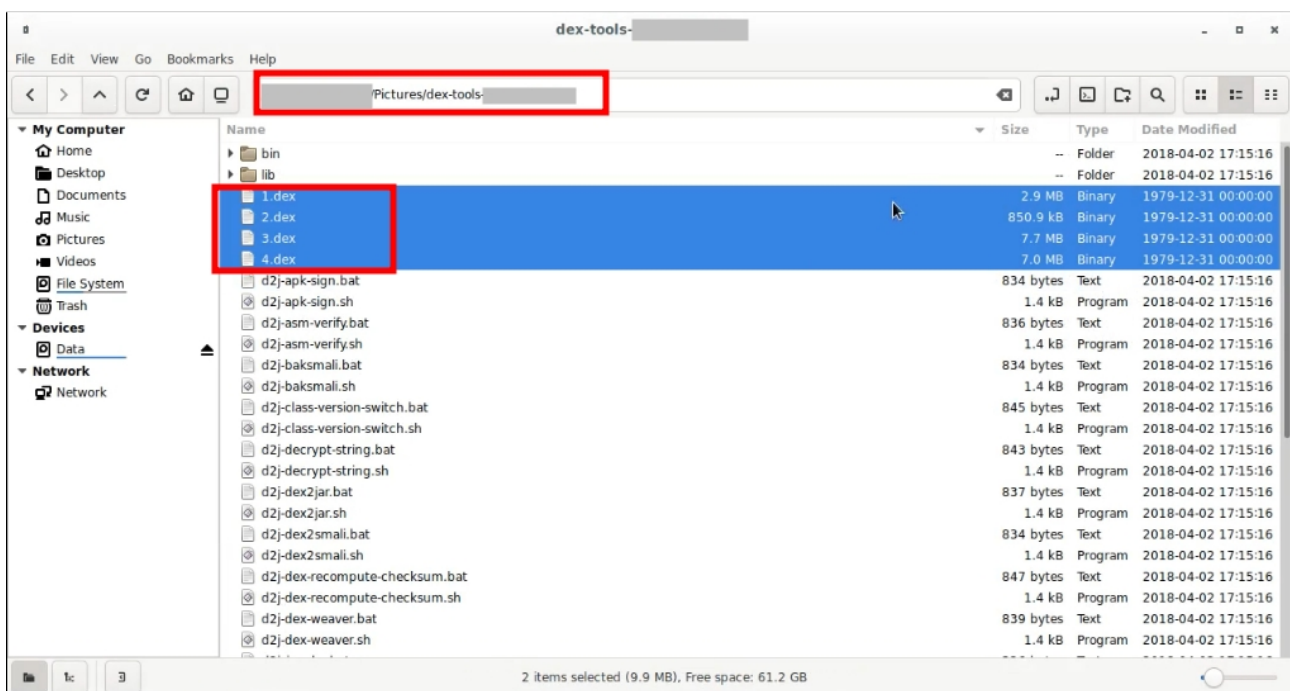 dex-tools-
File Edit View Go Bookmarks Help
/Pictures/dex-tools-
My Computer
Home
Desktop
Documents
Music
Pictures
Videos
File System
Trash
Devices
Data
Network
Network
Name Size Type Date Modified
bin -- Folder 2018-04-02 17:15:16
lib -- Folder 2018-04-02 17:15:16
1.dex 2.9 MB Binary 1979-12-31 00:00:00
2.dex 850.9 kB Binary 1979-12-31 00:00:00
3.dex 7.7 MB Binary 1979-12-31 00:00:00
4.dex 7.0 MB Binary 1979-12-31 00:00:00
d2j-apk-sign.bat 834 bytes Text 2018-04-02 17:15:16
d2j-apk-sign.sh 1.4 kB Program 2018-04-02 17:15:16
d2j-asm-verify.bat 836 bytes Text 2018-04-02 17:15:16
d2j-asm-verify.sh 1.4 kB Program 2018-04-02 17:15:16
d2j-baksmali.bat 834 bytes Text 2018-04-02 17:15:16
d2j-baksmali.sh 1.4 kB Program 2018-04-02 17:15:16
d2j-class-version-switch.bat 845 bytes Text 2018-04-02 17:15:16
d2j-class-version-switch.sh 1.4 kB Program 2018-04-02 17:15:16
d2j-decrypt-string.bat 843 bytes Text 2018-04-02 17:15:16
d2j-decrypt-string.sh 1.4 kB Program 2018-04-02 17:15:16
d2j-dex2jar.bat 837 bytes Text 2018-04-02 17:15:16
d2j-dex2jar.sh 1.4 kB Program 2018-04-02 17:15:16
d2j-dex2smali.bat 834 bytes Text 2018-04-02 17:15:16
d2j-dex2smali.sh 1.4 kB Program 2018-04-02 17:15:16
d2j-dex-recompute-checksum.bat 847 bytes Text 2018-04-02 17:15:16
d2j-dex-recompute-checksum.sh 1.4 kB Program 2018-04-02 17:15:16
d2j-dex-weaver.bat 839 bytes Text 2018-04-02 17:15:16
d2j-dex-weaver.sh 1.4 kB Program 2018-04-02 17:15:16
2 items selected (9.9 MB), Free space: 61.2 GB